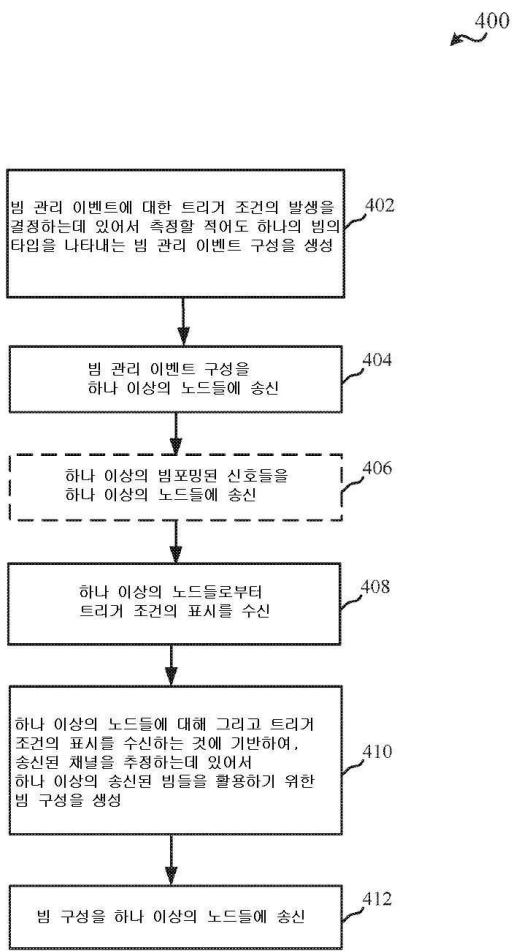 400
빔 관리 이벤트에 대한 트리거 조건의 발생을
결정하는데 있어서 측정할 적어도 하나의 빔의
타입을 나타내는 빔 관리 이벤트 구성을 생성
402
빔 관리 이벤트 구성을
하나 이상의 노드들에 송신
404
하나 이상의 빔포밍된 신호들을
하나 이상의 노드들에 송신
406
하나 이상의 노드들로부터
트리거 조건의 표시를 수신
408
하나 이상의 노드들에 대해 그리고 트리거
조건의 표시를 수신하는 것에 기반하여,
송신된 채널을 추정하는데 있어서
하나 이상의 송신된 빔들을 활용하기 위한
빔 구성을 생성
410
빔 구성을 하나 이상의 노드들에 송신
412